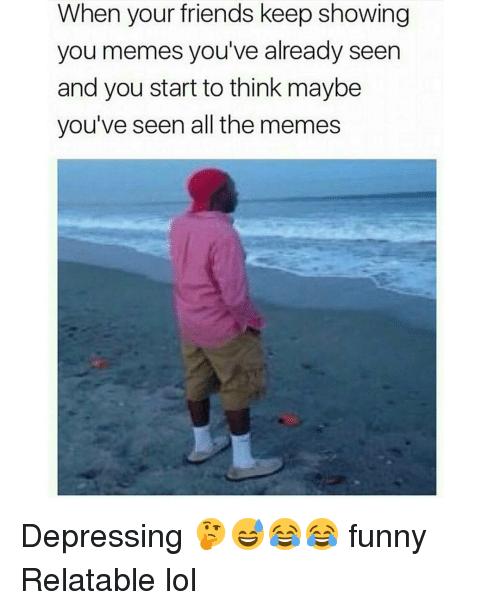 When your friends keep showing
you memes you've already seen
and you start to think maybe
you've seen all the memes
Depressing 🤔😅😂😂 funny
Relatable lol